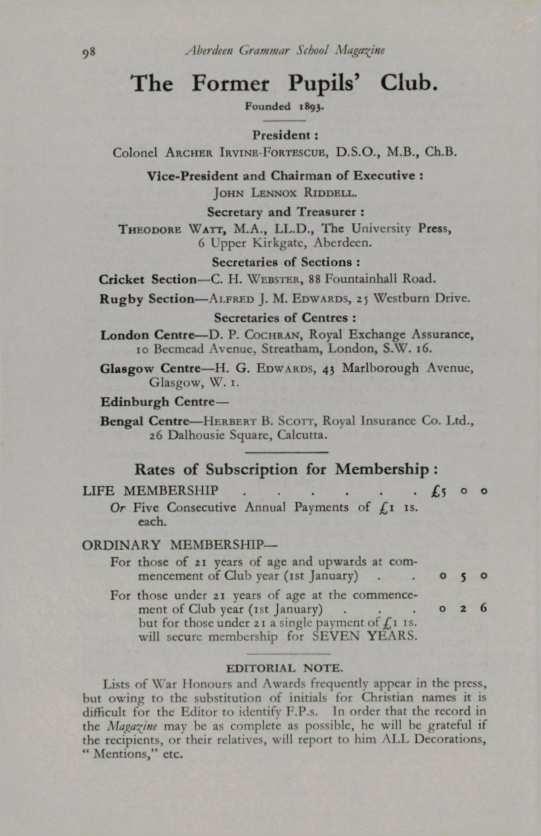 98
Aberdeen Grammar School Magazine
The Former Pupils' Club.
Founded 1893.
President :
Colonel Archer Irvine-Fortescue, D.S.O., M.B., Ch.B.
Vice-President and Chairman of Executive :
John Lennox Riddell.
Secretary and Treasurer :
Theodore Watt, M.A., LL.D., The University Press,
6 Upper Kirkgate, Aberdeen.
Secretaries of Sections :
Cricket Section—C. H. Webster, 88 Fountainhall Road.
Rugby Section—Alfred J. M. Edwards, 25 Westburn Drive.
Secretaries of Centres :
London Centre—D. P. Cochran, Royal Exchange Assurance,
10 Becmead Avenue, Streatham, London, S.W. 16.
Glasgow Centre—H. G. Edwards, 43 Marlborough Avenue,
Glasgow, W. 1.
Edinburgh Centre—
Bengal Centre—Herbert B. Scott, Royal Insurance Co. Ltd.,
26 Dalhousie Square, Calcutta.
Rates of Subscription for Membership :
LIFE MEMBERSHIP . . . . . . £5 0 0
Or Five Consecutive Annual Payments of £1 1s.
each.
ORDINARY MEMBERSHIP—
For those of 21 years of age and upwards at com-
mencement of Club year (1st January) . . 0 5 0
For those under 21 years of age at the commence-
ment of Club year (1st January) . . . 0 2 6
but for those under 21 a single payment of £1 1s.
will secure membership for SEVEN YEARS.
EDITORIAL NOTE.
Lists of War Honours and Awards frequently appear in the press,
but owing to the substitution of initials for Christian names it is
difficult for the Editor to identify F.P.s. In order that the record in
the Magazine may be as complete as possible, he will be grateful if
the recipients, or their relatives, will report to him ALL Decorations,
" Mentions," etc.